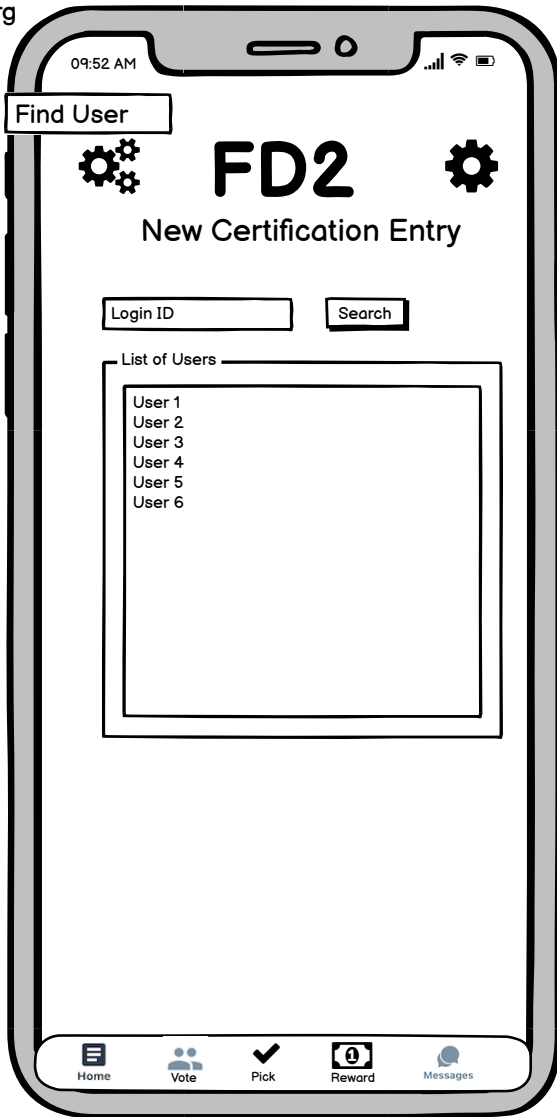 rg
09:52 AM
Find User
FD2
New Certification Entry
Login ID
Search
List of Users
User 1
User 2
User 3
User 4
User 5
User 6
1
Home
Vote
Pick
Reward
Messages